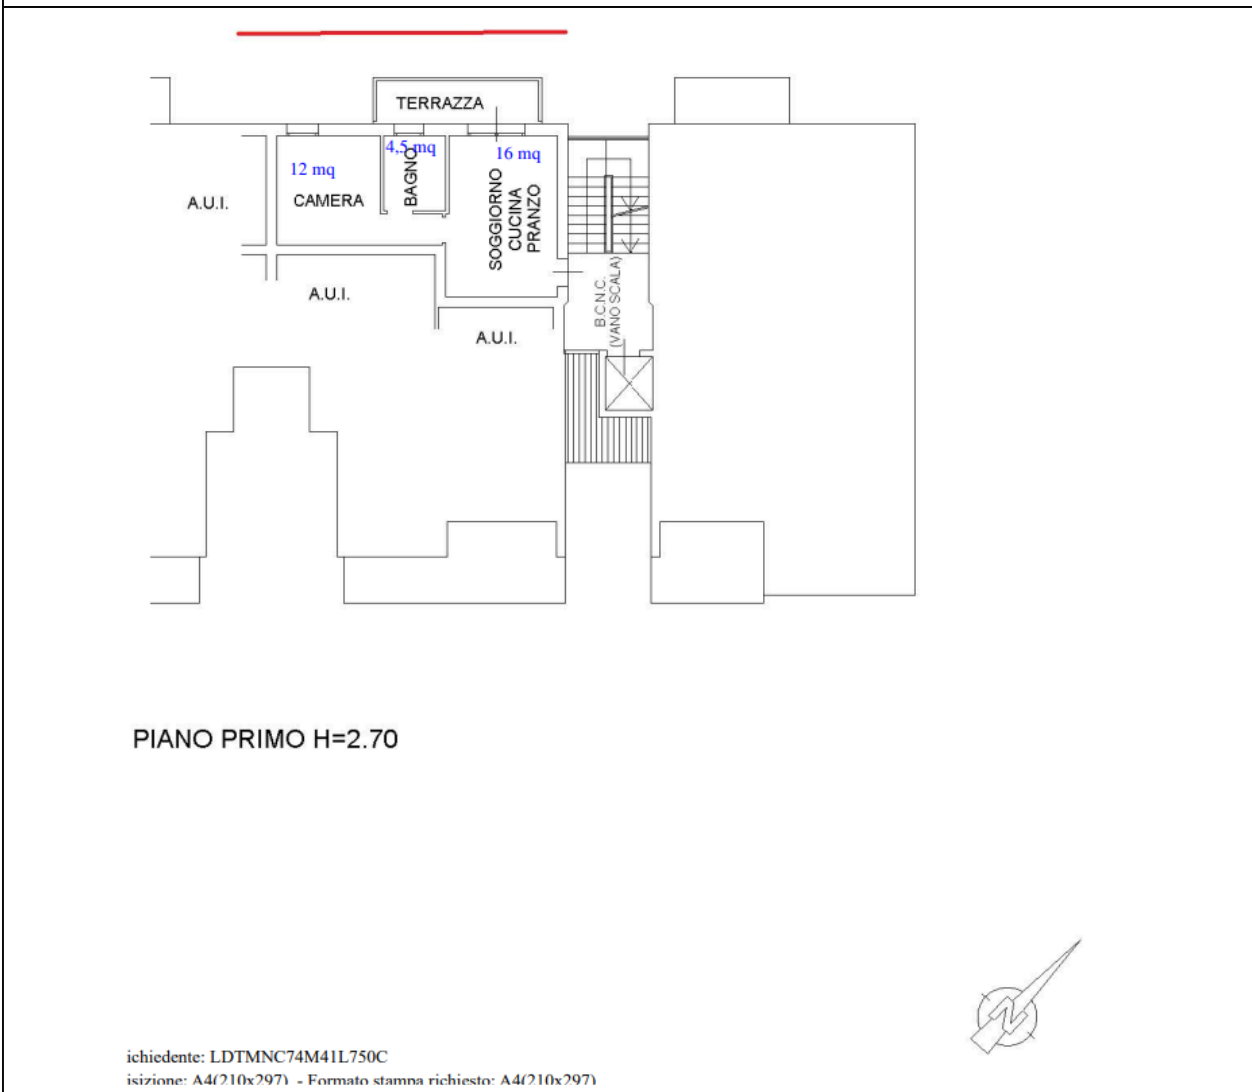 TERRAZZA
4,5 mq
16 mq
12 mq
BAGNO
CAMERA
SOGGIORNO
CUCINA
PRANZO
A.U.I.
A.U.I.
A.U.I.
B.C.N.C.
(VANO SCALA)
PIANO PRIMO H=2.70
N
ichiedente: LDTMNC74M41L750C
isizione: A4(210x297) - Formato stampa richiesto: A4(210x297)